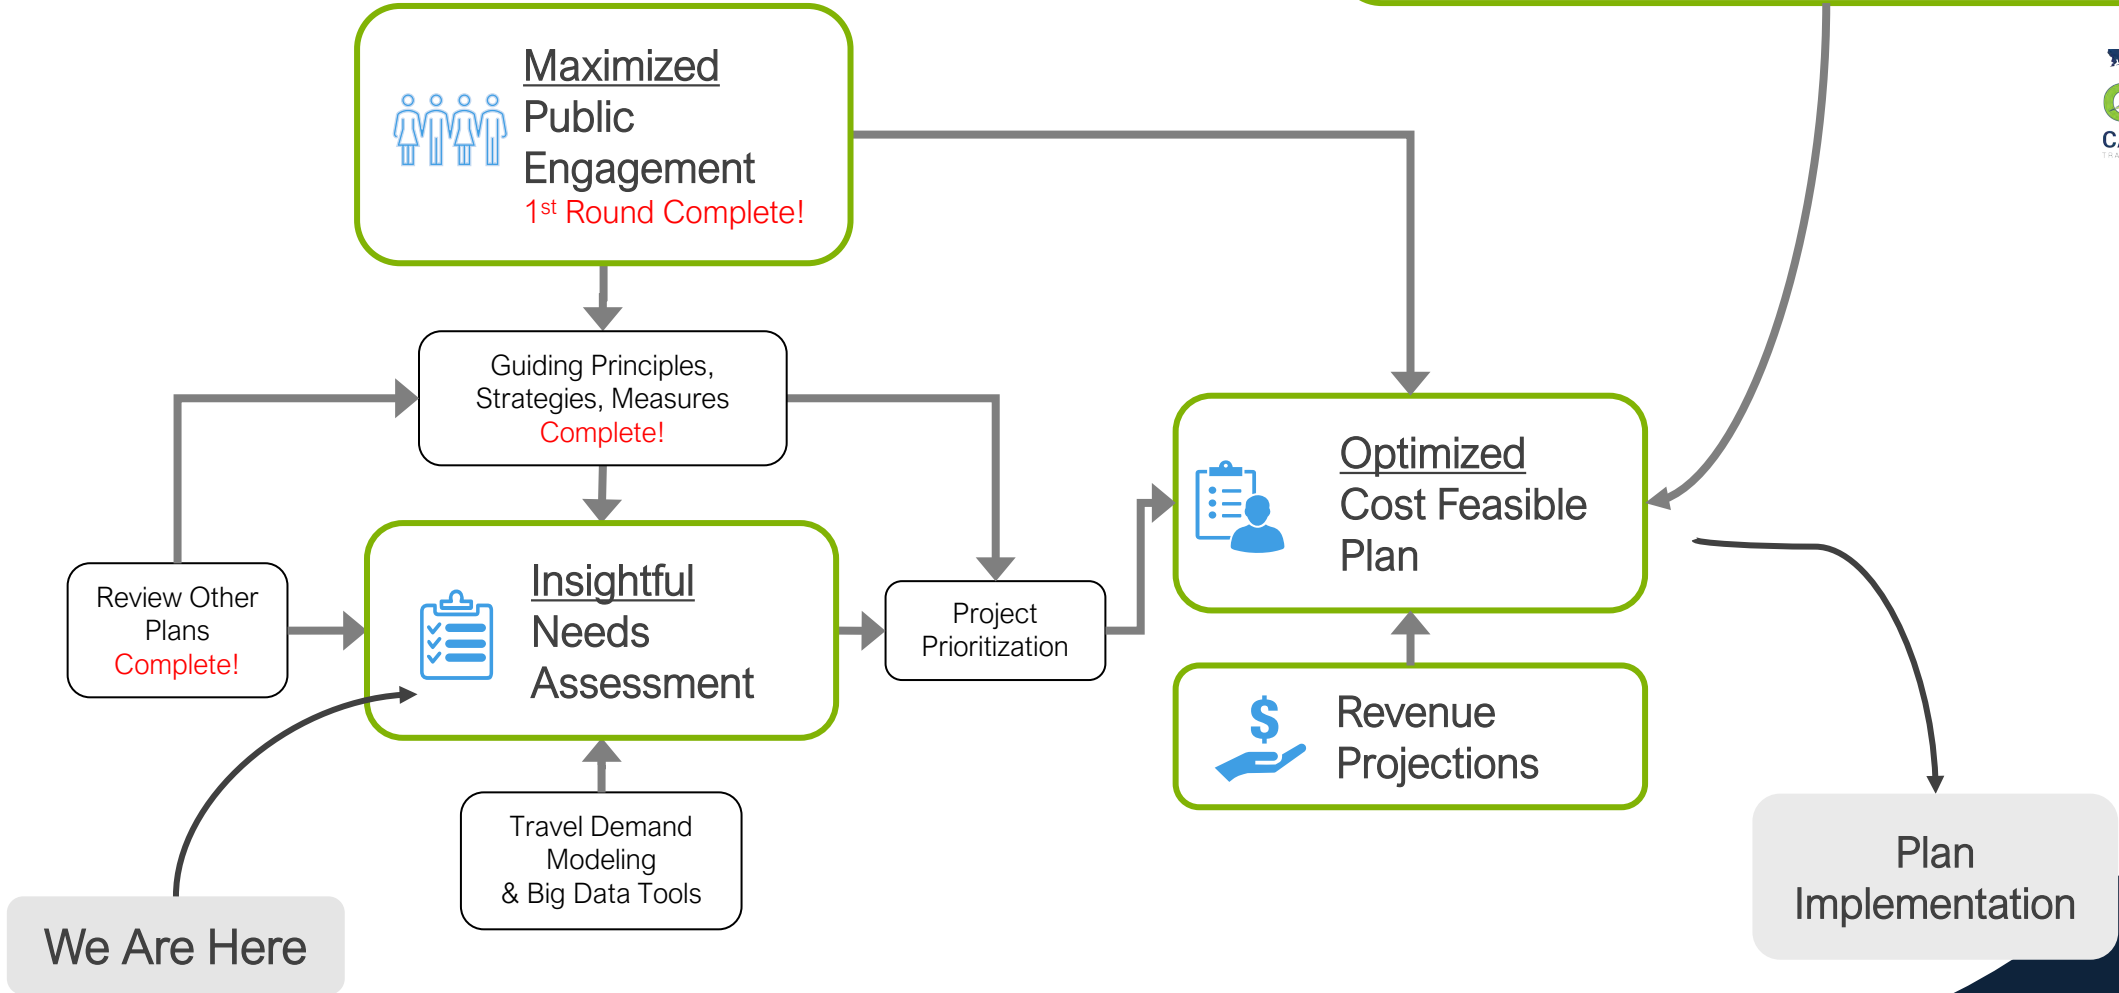 Maximized
Public
Engagement
1st Round Complete!
Guiding Principles,
Strategies, Measures
Complete!
Review Other
Plans
Complete!
Insightful
Needs
Assessment
Project
Prioritization
Optimized
Cost Feasible
Plan
$
Revenue
Projections
Travel Demand
Modeling
& Big Data Tools
We Are Here
Plan
Implementation